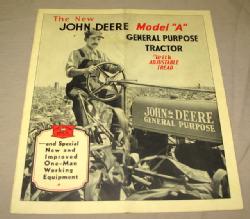 The New
JOHN DEERE Model "A"
GENERAL PURPOSE
TRACTOR
"WITH
ADJUSTABLE
TREAD
JOHN DEERE
GENERAL PURPOSE
—and Special
New and
Improved
One-Man
Working
Equipment